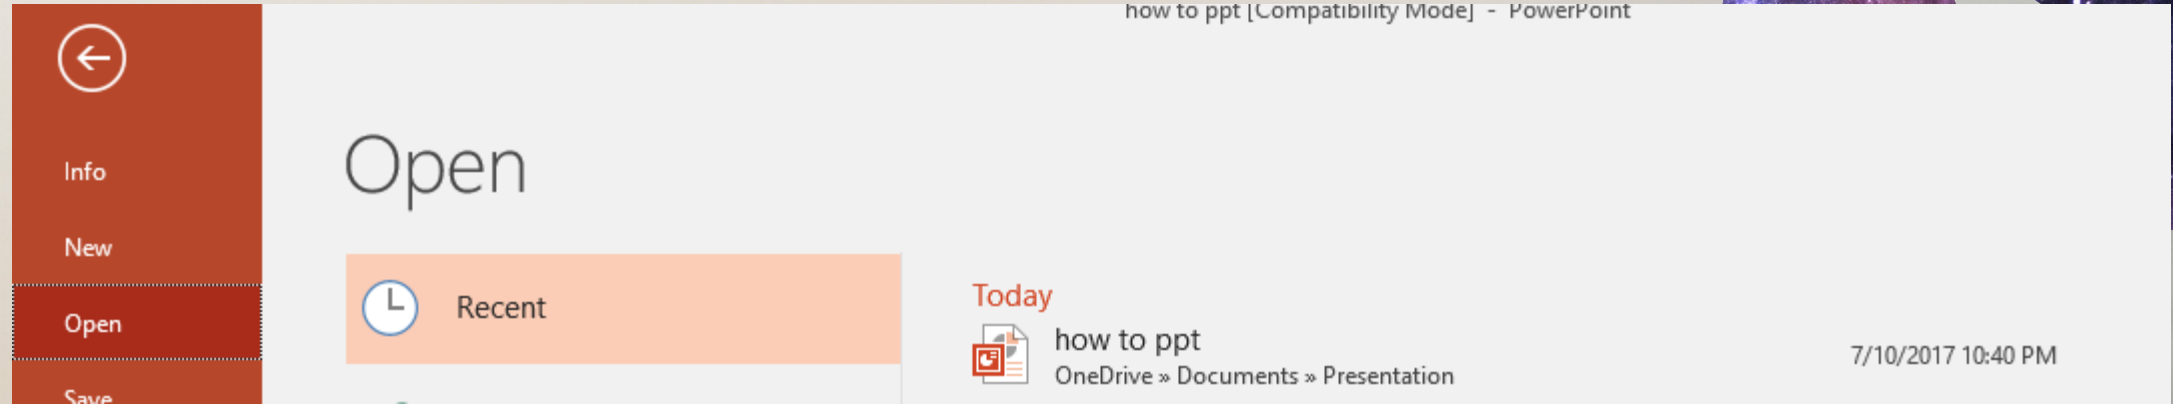 how to ppt [Compatibility Mode] - PowerPoint
Info
New
Open
Save
Open
Recent
Today
how to ppt
OneDrive » Documents » Presentation
7/10/2017 10:40 PM